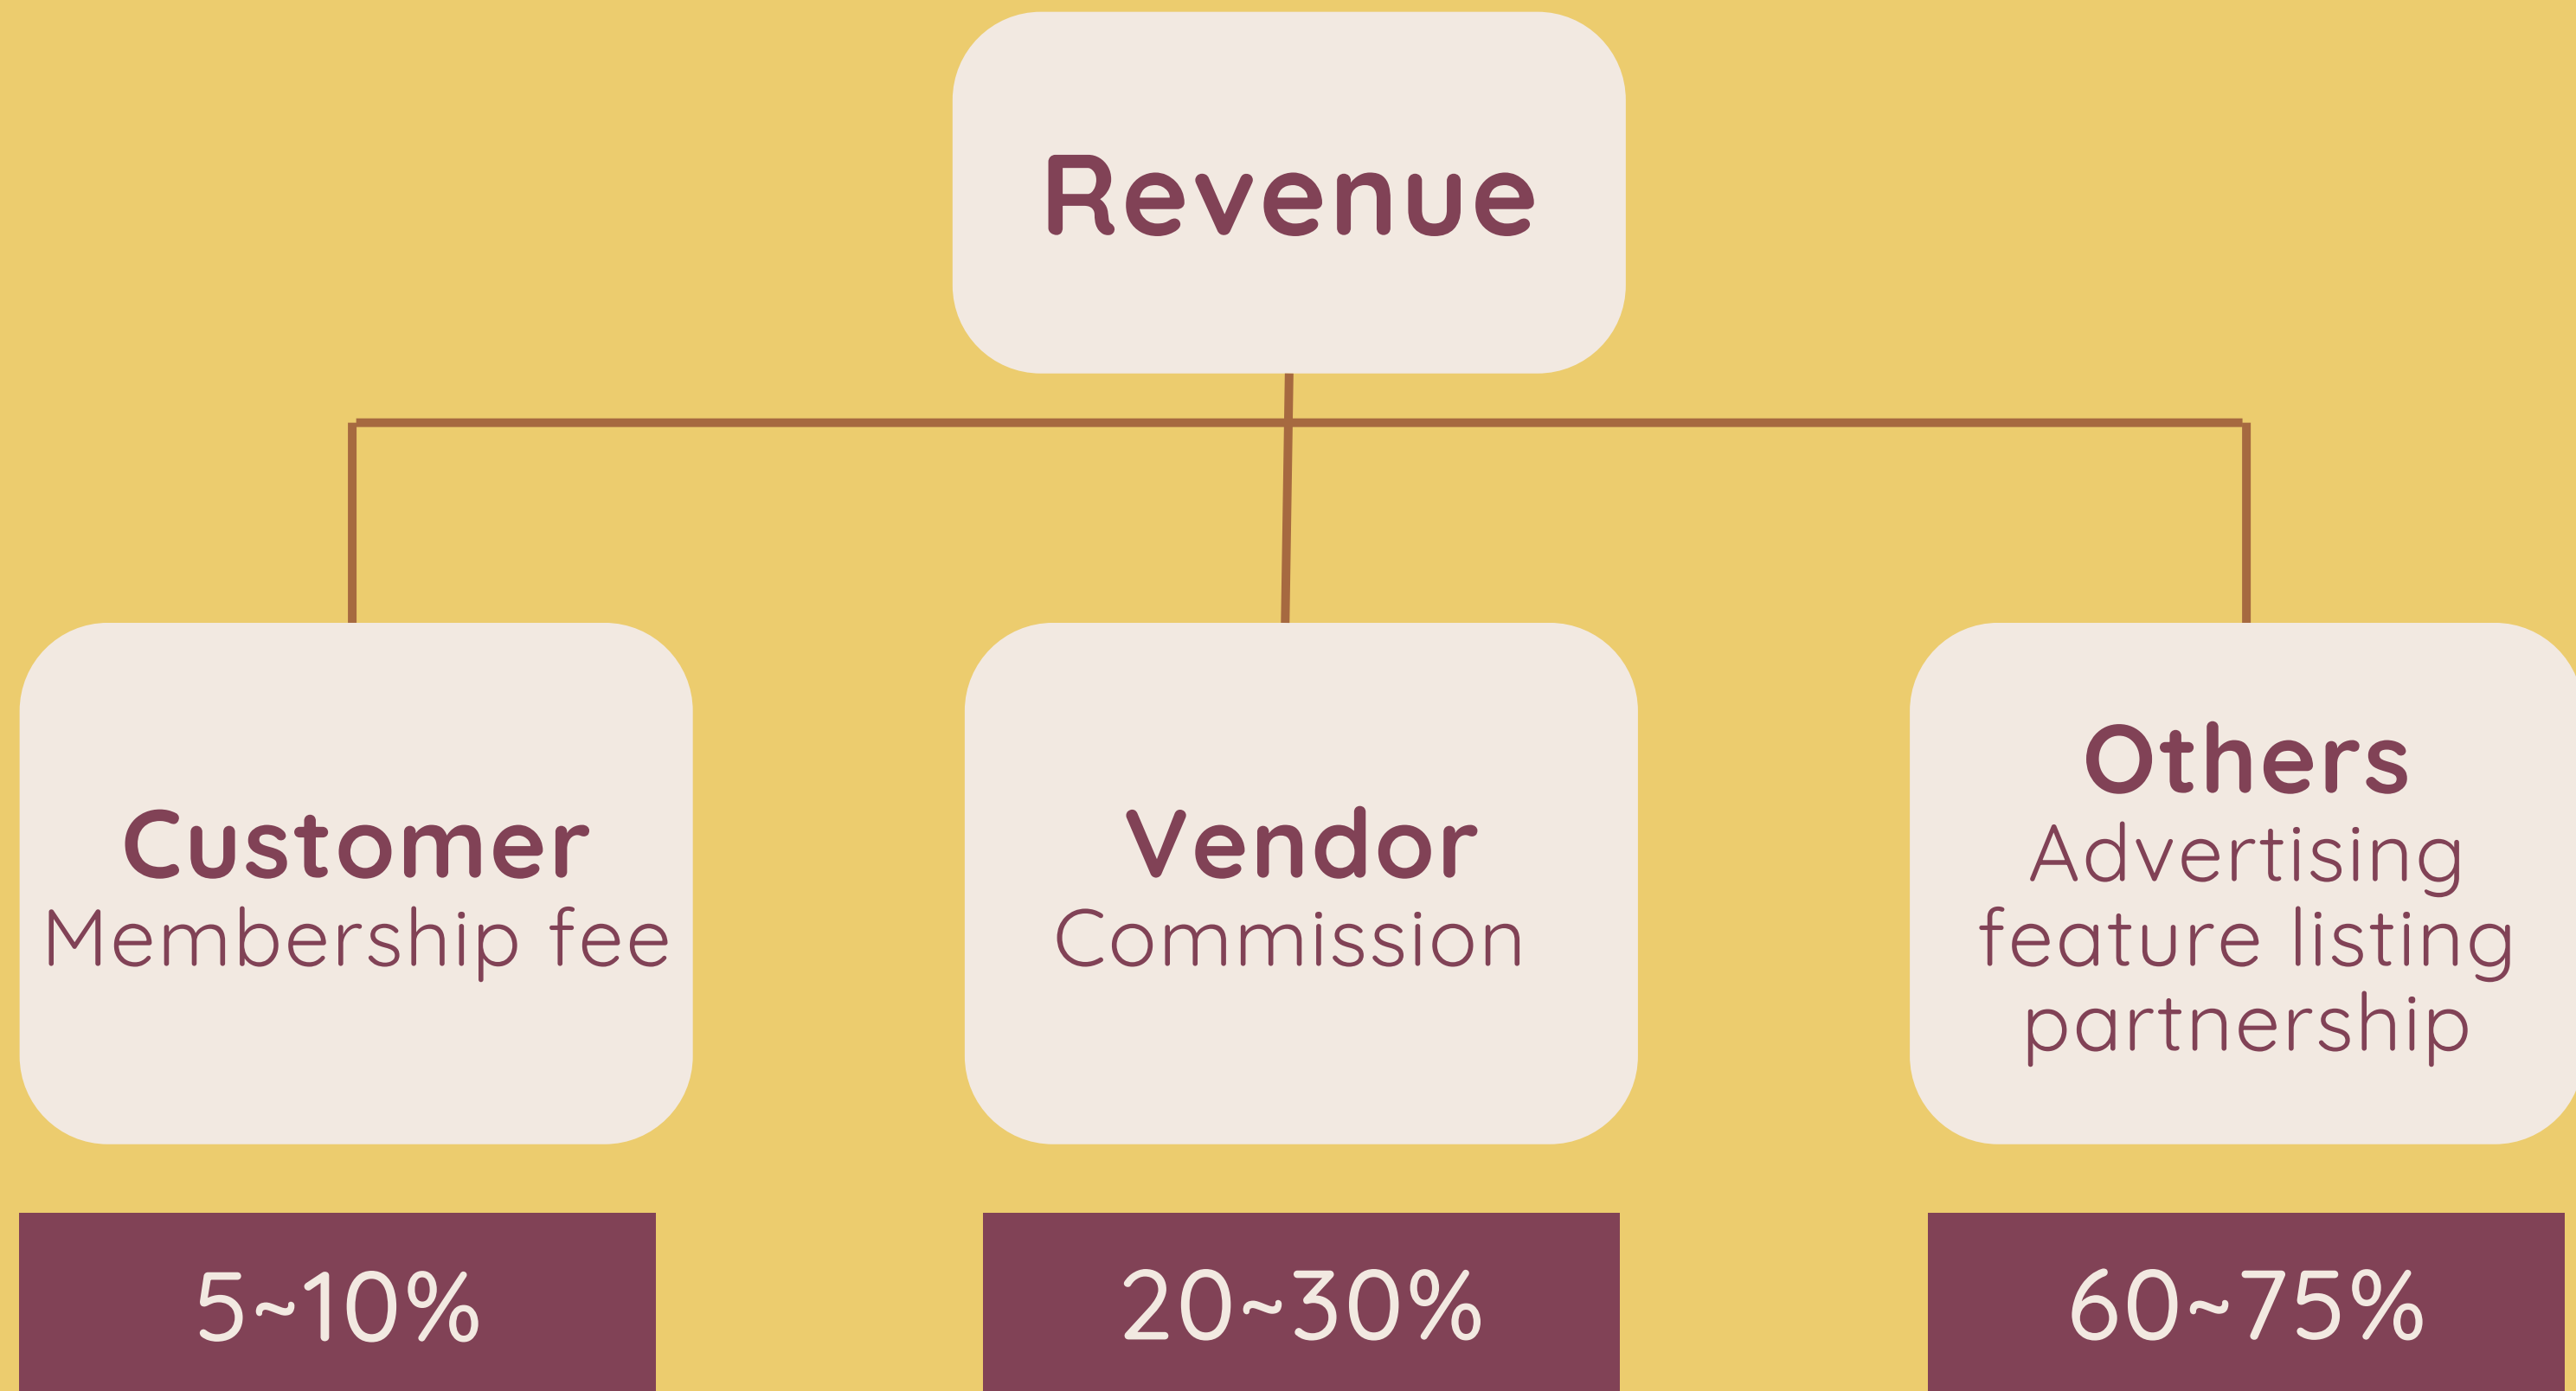 Revenue
Customer
Membership fee
Vendor
Commission
Others
Advertising
feature listing
partnership
5~10%
20~30%
60~75%